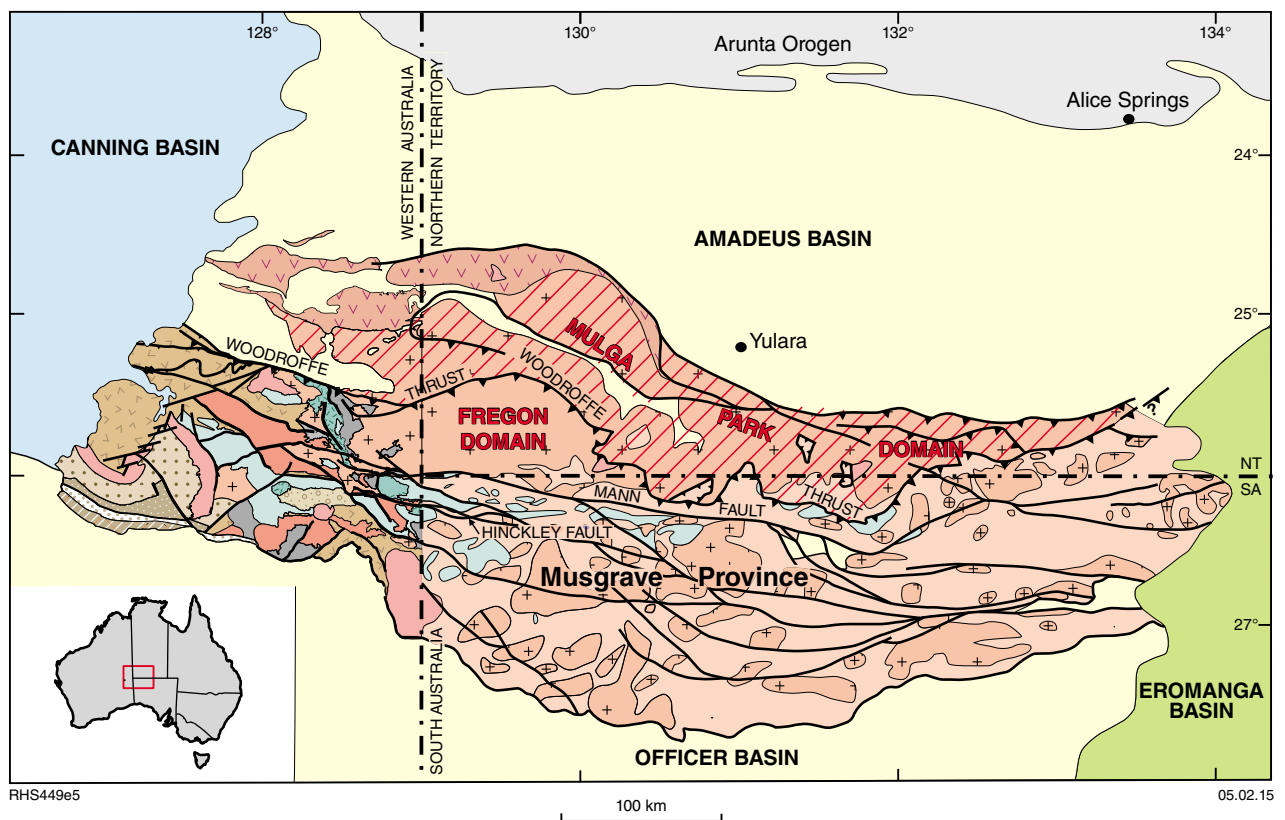 128°
130°
132°
134°
Arunta Orogen
Alice Springs
CANNING BASIN
WESTERN AUSTRALIA
NORTHERN TERRITORY
24°
AMADEUS BASIN
25°
Yulara
WOODROFFE
THRUST
WOODROFFE
MULGA
PARK
DOMAIN
FREGON
DOMAIN
?
NT
SA
MANN
FAULT
THRUST
HINCKLEY FAULT
Musgrave Province
27°
SOUTH AUSTRALIA
EROMANGA
BASIN
OFFICER BASIN
RHS449e5
05.02.15
100 km